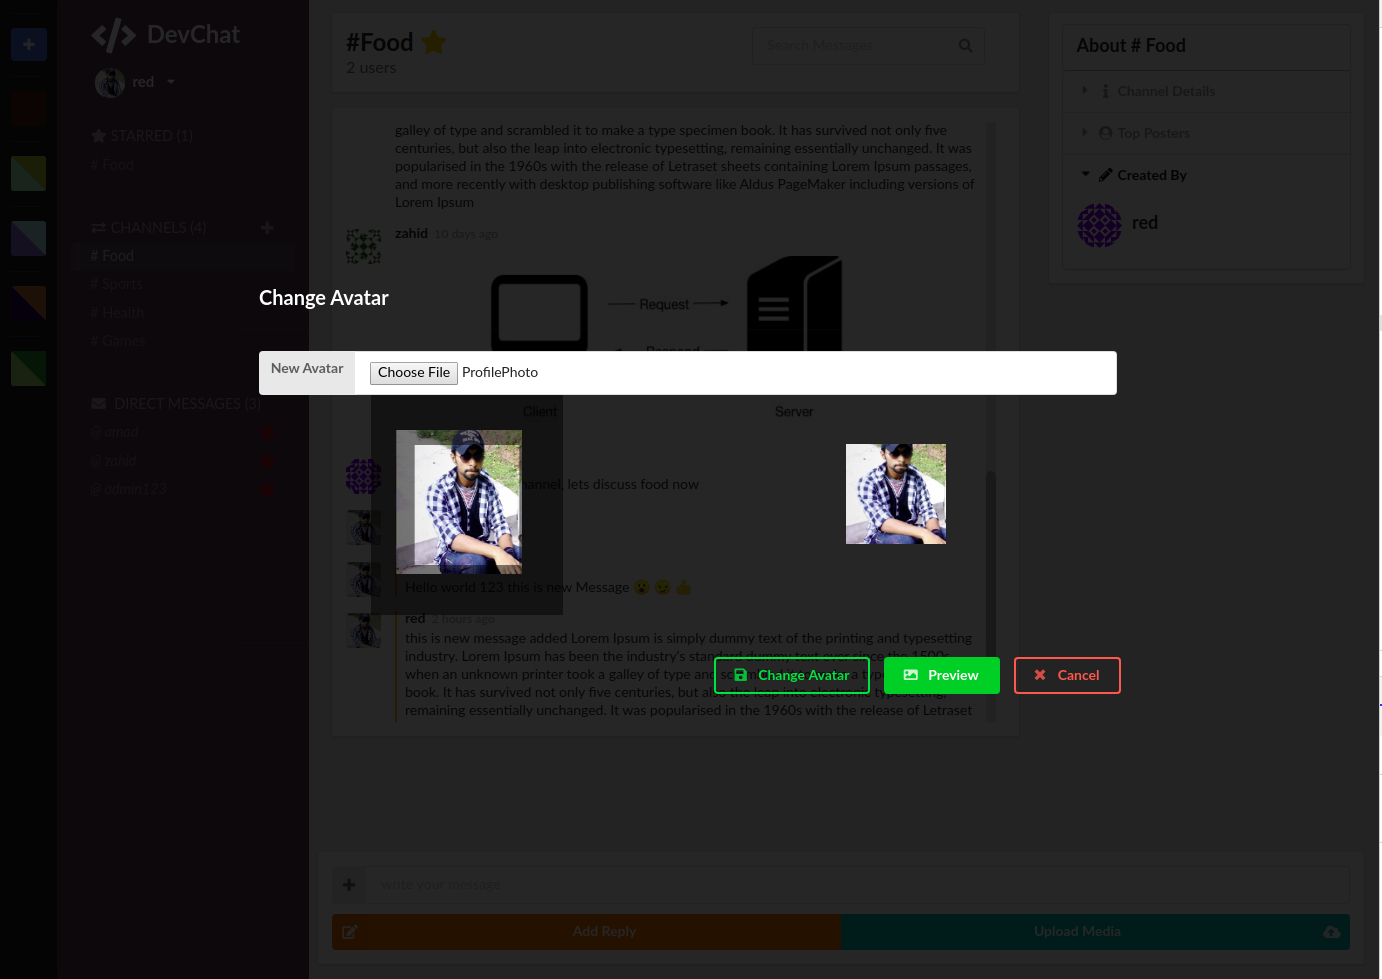 DevChat
red
STARRED (1)
# Food
CHANNELS (4)
# Food
# Sports
# Health
# Games
DIRECT MESSAGES (3)
@ amad
@ zahid
@ admin123
#Food
2 users
Search Messages
galley of type and scrambled it to make a type specimen book. It has survived not only five
centuries, but also the leap into electronic typesetting, remaining essentially unchanged. It was
popularised in the 1960s with the release of Letraset sheets containing Lorem Ipsum passages,
and more recently with desktop publishing software like Aldus PageMaker including versions of
Lorem Ipsum
zahid 10 days ago
Request
Respond
Client
Server
Change Avatar
New Avatar
Choose File ProfilePhoto
, lets discuss food now
Hello world 123 this is new Message 😮 😉 👍
red 2 hours ago
this is new message added Lorem Ipsum is simply dummy text of the printing and typesetting
industry. Lorem Ipsum has been the industry's standard dummy text ever since the 1500s,
when an unknown printer took a galley of type and
book. It has survived not only five centuries, but also the leap into electronic typesetting,
remaining essentially unchanged. It was popularised in the 1960s with the release of Letraset
Change Avatar
Preview
Cancel
write your message
Add Reply
Upload Media
About # Food
Channel Details
Top Posters
Created By
red